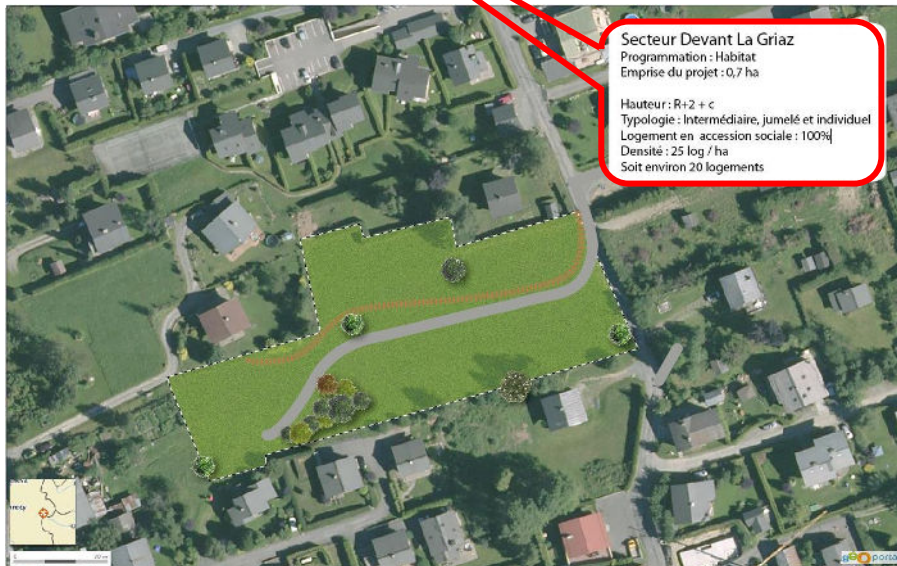 Secteur Devant La Griaz
Programmation : Habitat
Emprise du projet : 0,7 ha
Hauteur : R+2 + c
Typologie : Intermédiaire, jumelé et individuel
Logement en accession sociale : 100%
Densité : 25 log / ha
Soit environ 20 logements